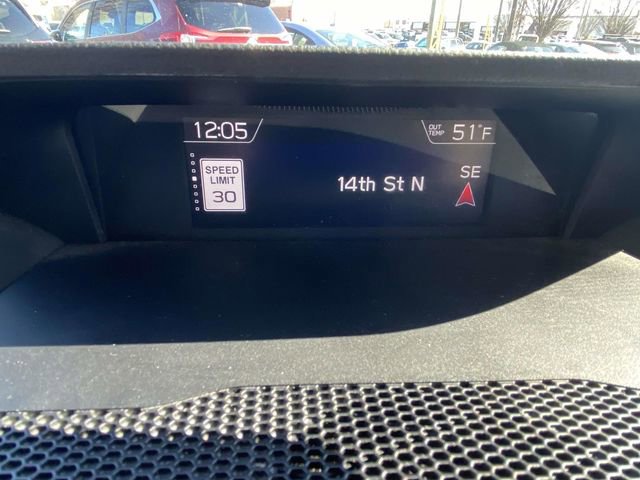 12:05
OUT
TEMP
51°F
SPEED
LIMIT
30
14th St N
SE